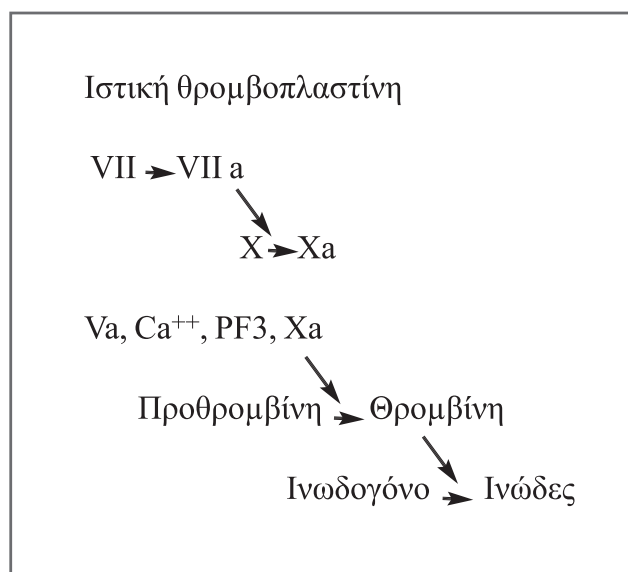 Ιστική θρομβοπλαστίνη
VII → VII a
X → Xa
Va, Ca⁺⁺, PF3, Xa
Προθρομβίνη → Θρομβίνη
Ινωδογόνο → Ινώδες